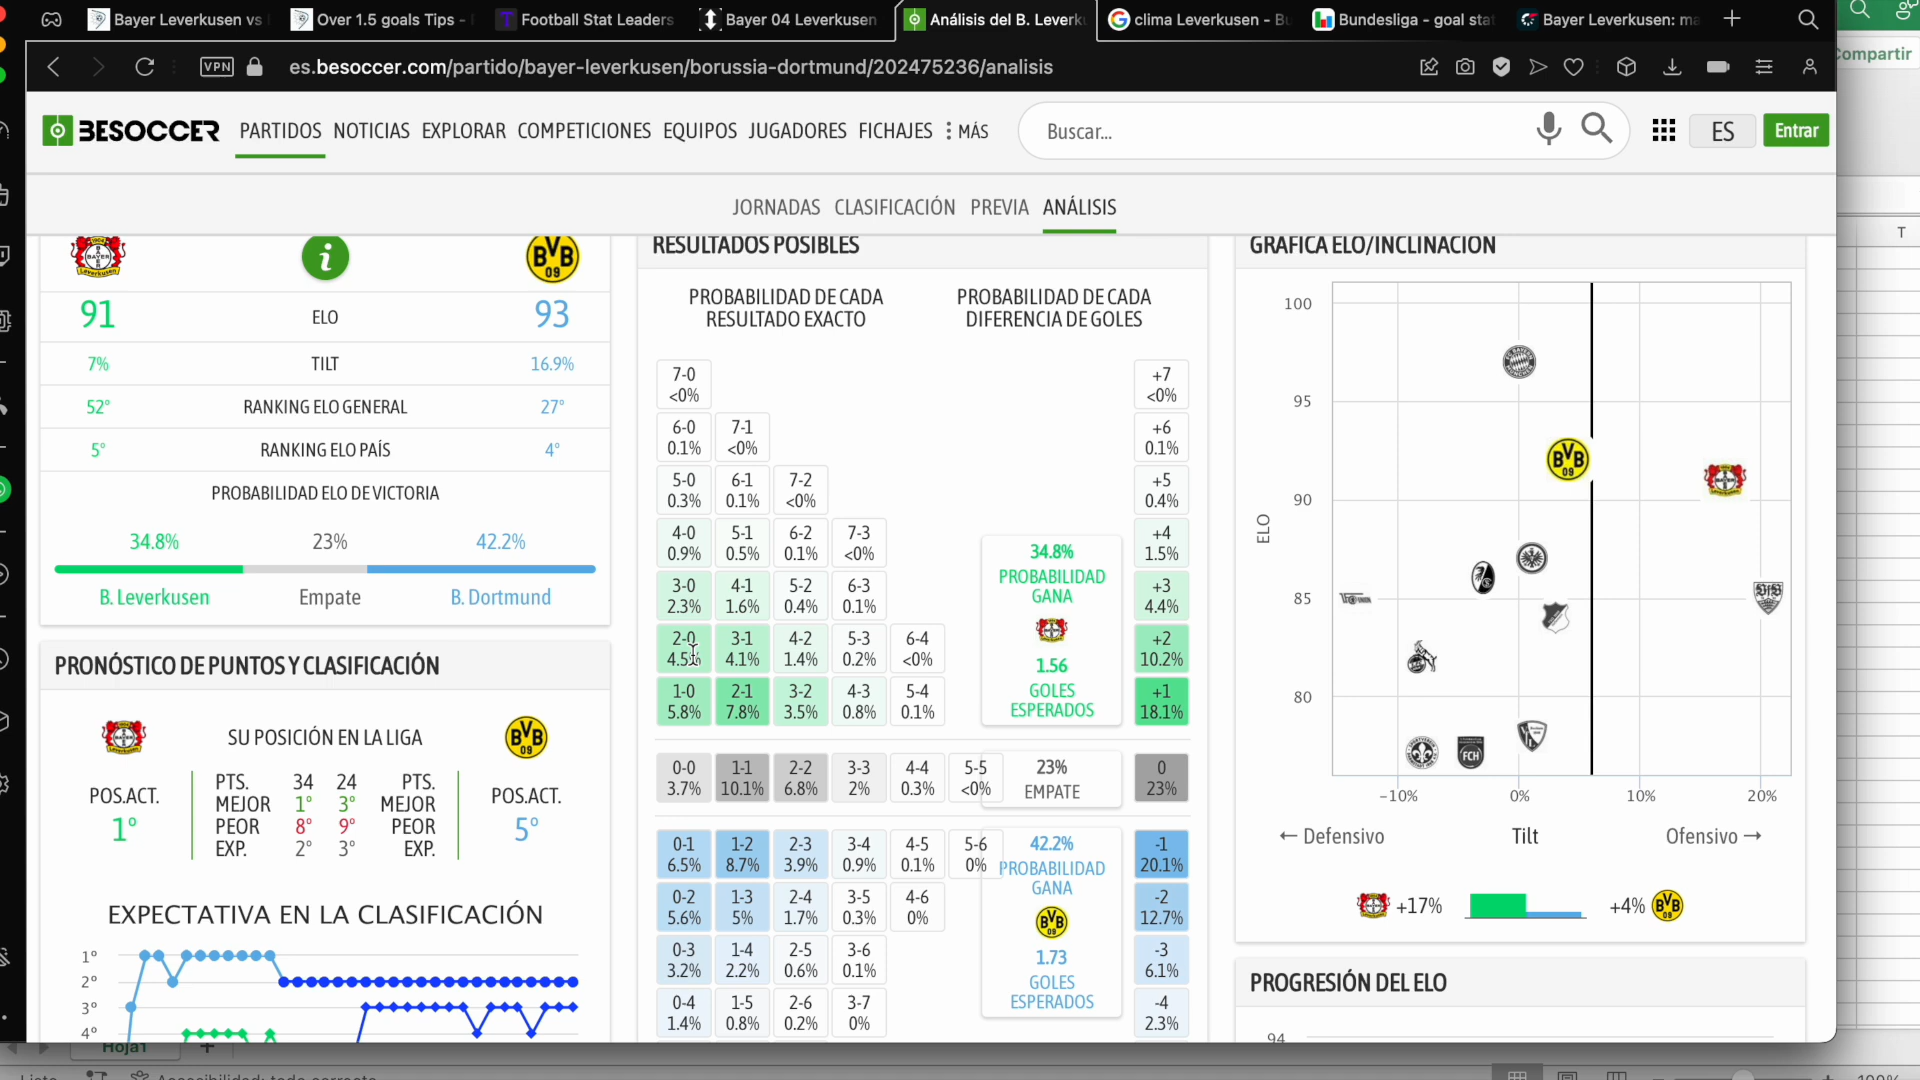 Bayer Leverkusen vs
Over 1.5 goals Tips -
Football Stat Leaders
Bayer 04 Leverkusen
Análisis del B. Leverk
clima Leverkusen - B
Bundesliga - goal stat
Bayer Leverkusen: ma
VPN
es.besoccer.com/partido/bayer-leverkusen/borussia-dortmund/202475236/analisis
Compartir
BESOCCER
PARTIDOS
NOTICIAS
EXPLORAR
COMPETICIONES
EQUIPOS
JUGADORES
FICHAJES
MÁS
Buscar...
ES
Entrar
JORNADAS
CLASIFICACIÓN
PREVIA
ANÁLISIS
T
91 ELO 93
7% TILT 16.9%
52° RANKING ELO GENERAL 27°
5° RANKING ELO PAÍS 4°
PROBABILIDAD ELO DE VICTORIA
34.8% 23% 42.2%
B. Leverkusen Empate B. Dortmund
PRONÓSTICO DE PUNTOS Y CLASIFICACIÓN
SU POSICIÓN EN LA LIGA
POS.ACT.
1°
PTS. 34 24 PTS.
MEJOR 1° 3° MEJOR
PEOR 8° 9° PEOR
EXP. 2° 3° EXP.
POS.ACT.
5°
EXPECTATIVA EN LA CLASIFICACIÓN
1º
2º
3º
4º
RESULTADOS POSIBLES
PROBABILIDAD DE CADA
RESULTADO EXACTO
PROBABILIDAD DE CADA
DIFERENCIA DE GOLES
7-0 +7
<0% <0%
6-0 7-1 +6
0.1% <0% 0.1%
5-0 6-1 7-2 +5
0.3% 0.1% <0% 0.4%
4-0 5-1 6-2 7-3 +4
0.9% 0.5% 0.1% <0% 1.5%
3-0 4-1 5-2 6-3 +3
2.3% 1.6% 0.4% 0.1% 4.4%
2-0 3-1 4-2 5-3 6-4 +2
4.5% 4.1% 1.4% 0.2% <0% 10.2%
1-0 2-1 3-2 4-3 5-4 +1
5.8% 7.8% 3.5% 0.8% 0.1% 18.1%
34.8%
PROBABILIDAD
GANA
1.56
GOLES
ESPERADOS
0-0 1-1 2-2 3-3 4-4 5-5 0
3.7% 10.1% 6.8% 2% 0.3% <0% 23%
23%
EMPATE
0-1 1-2 2-3 3-4 4-5 5-6 -1
6.5% 8.7% 3.9% 0.9% 0.1% 0% 20.1%
0-2 1-3 2-4 3-5 4-6 -2
5.6% 5% 1.7% 0.3% 0% 12.7%
0-3 1-4 2-5 3-6 -3
3.2% 2.2% 0.6% 0.1% 6.1%
0-4 1-5 2-6 3-7 -4
1.4% 0.8% 0.2% 0% 2.3%
42.2%
PROBABILIDAD
GANA
1.73
GOLES
ESPERADOS
GRÁFICA ELO/INCLINACIÓN
100
95
90
85
80
ELO
−10% 0% 10% 20%
← Defensivo Tilt Ofensivo →
+17% +4%
PROGRESIÓN DEL ELO
94
Hoja1